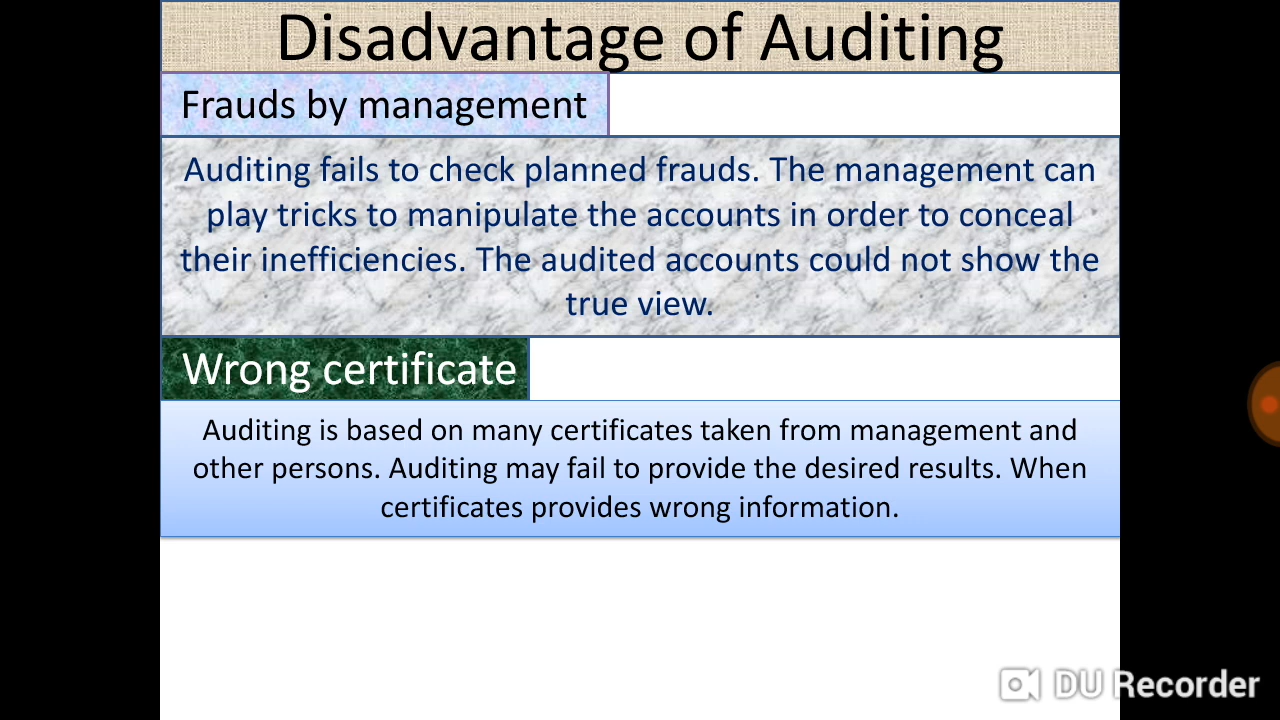 Disadvantage of Auditing
Frauds by management
Auditing fails to check planned frauds. The management can
play tricks to manipulate the accounts in order to conceal
their inefficiencies. The audited accounts could not show the
true view.
Wrong certificate
Auditing is based on many certificates taken from management and
other persons. Auditing may fail to provide the desired results. When
certificates provides wrong information.
DU Recorder